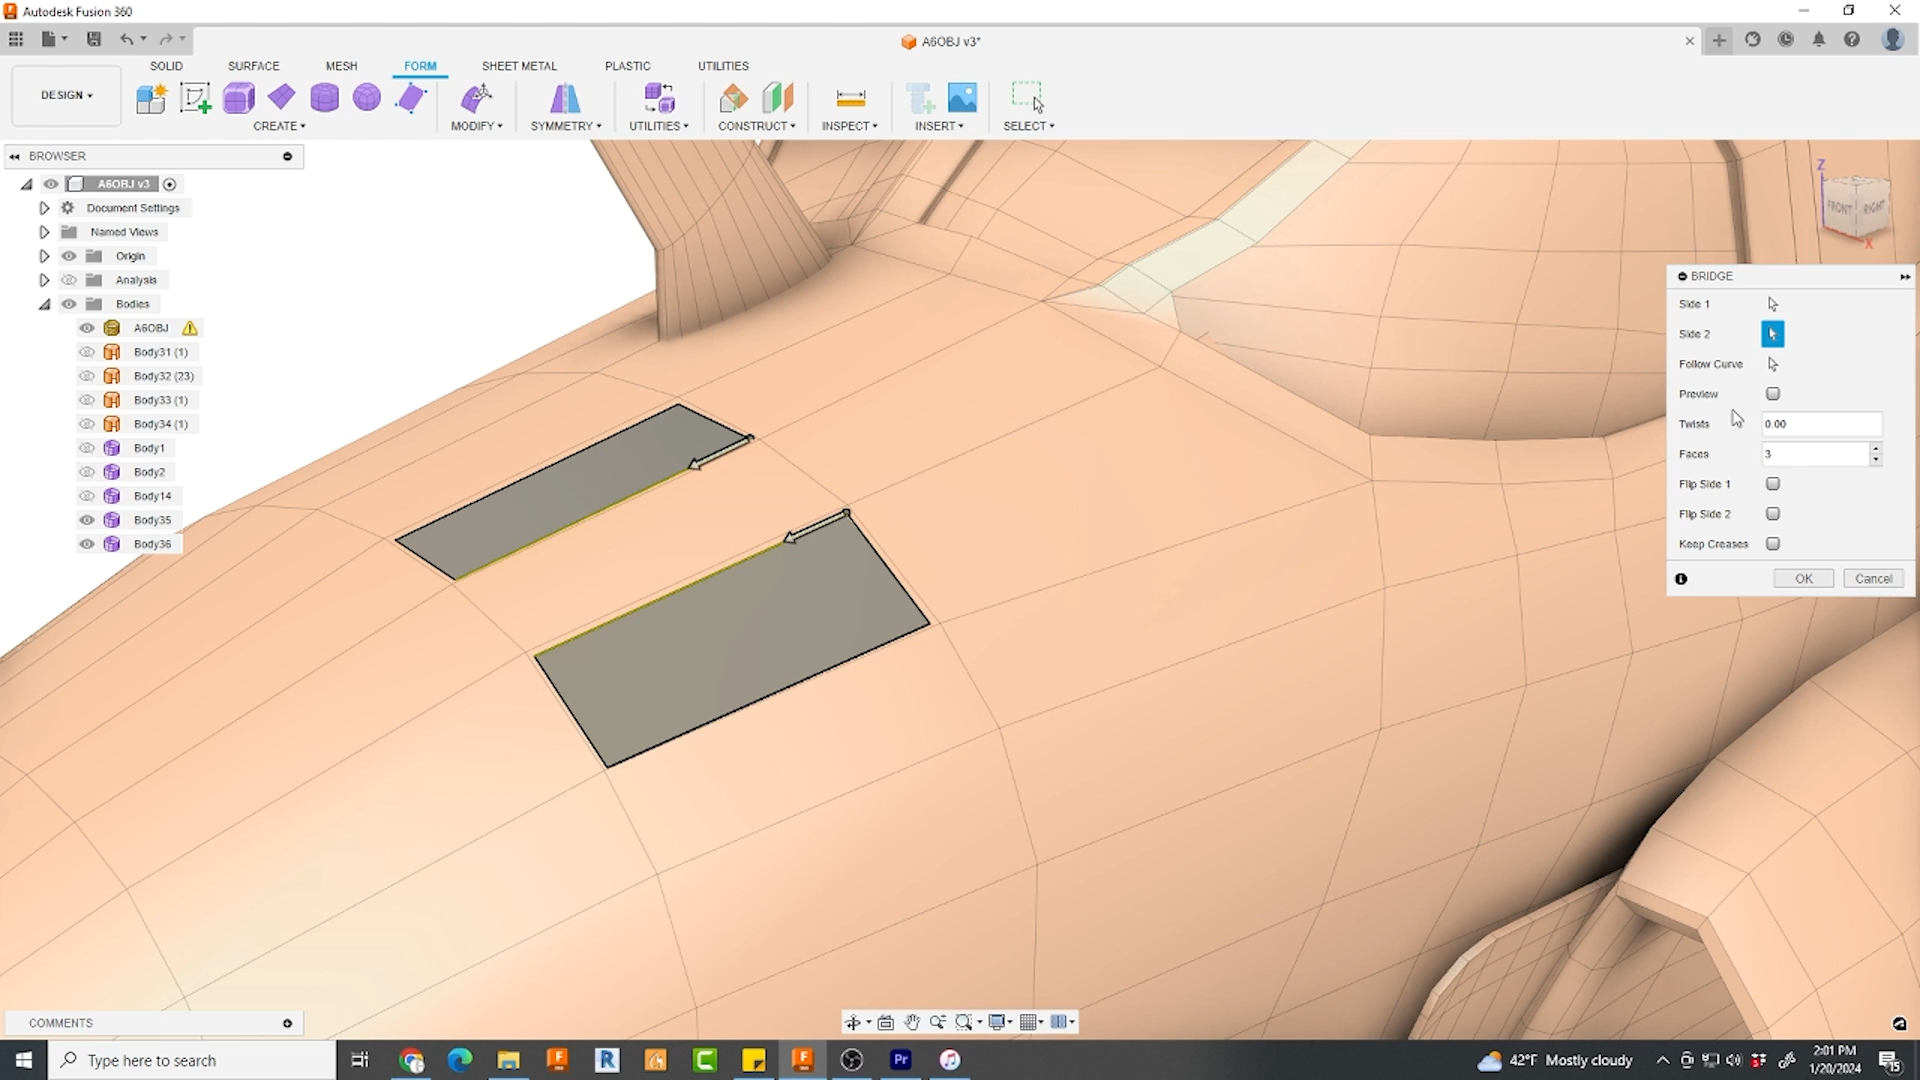 Autodesk Fusion 360
A6OBJ v3*
SOLID SURFACE MESH FORM SHEET METAL PLASTIC UTILITIES
DESIGN
CREATE MODIFY SYMMETRY UTILITIES CONSTRUCT INSPECT INSERT SELECT
BROWSER
A6OBJ v3
Document Settings
Named Views
Origin
Analysis
Bodies
A6OBJ
Body31 (1)
Body32 (23)
Body33 (1)
Body34 (1)
Body1
Body2
Body14
Body35
Body36
Z
FRONT RIGHT
X
BRIDGE
Side 1
Side 2
Follow Curve
Preview
Twists 0.00
Faces 3
Flip Side 1
Flip Side 2
Keep Creases
OK Cancel
COMMENTS
Type here to search
Pr
42°F Mostly cloudy
2:01 PM
1/20/2024
15